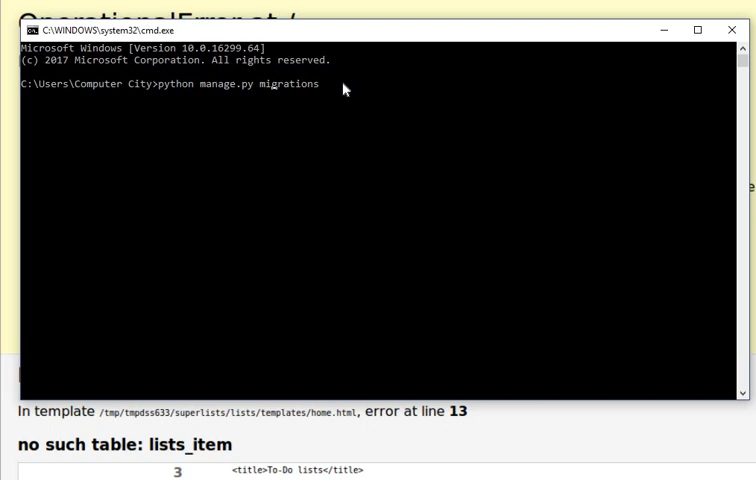 OperationalError at /
C:\WINDOWS\system32\cmd.exe
Microsoft Windows [Version 10.0.16299.64]
(c) 2017 Microsoft Corporation. All rights reserved.
C:\Users\Computer City>python manage.py migrations
In template /tmp/tmpdss633/superlists/lists/templates/home.html, error at line 13
no such table: lists_item
3 <title>To-Do lists</title>